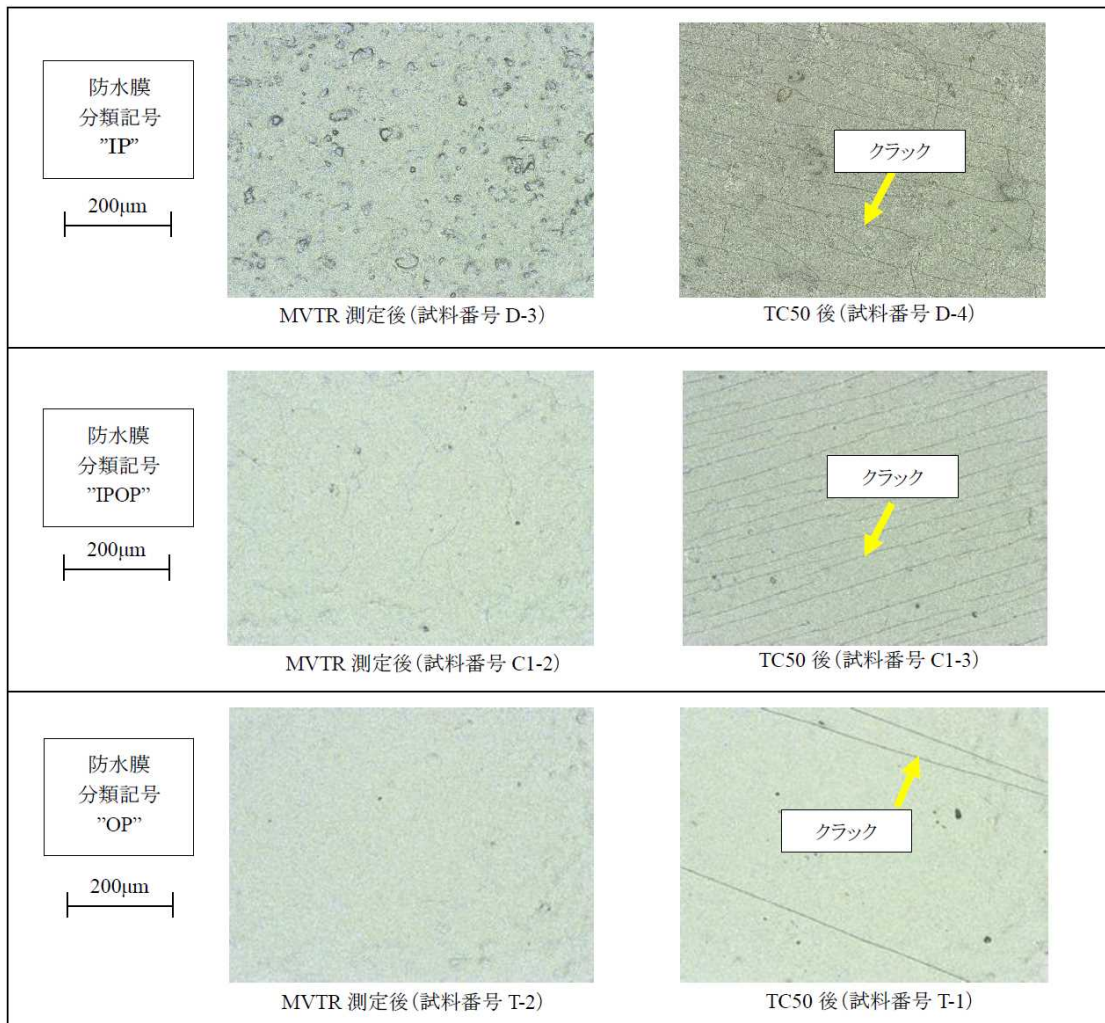 防水膜
分類記号
”IP”
200μm
クラック
MVTR 測定後(試料番号 D-3)
TC50 後(試料番号 D-4)
防水膜
分類記号
”IPOP”
200μm
クラック
MVTR 測定後(試料番号 C1-2)
TC50 後(試料番号 C1-3)
防水膜
分類記号
”OP”
200μm
クラック
MVTR 測定後(試料番号 T-2)
TC50 後(試料番号 T-1)